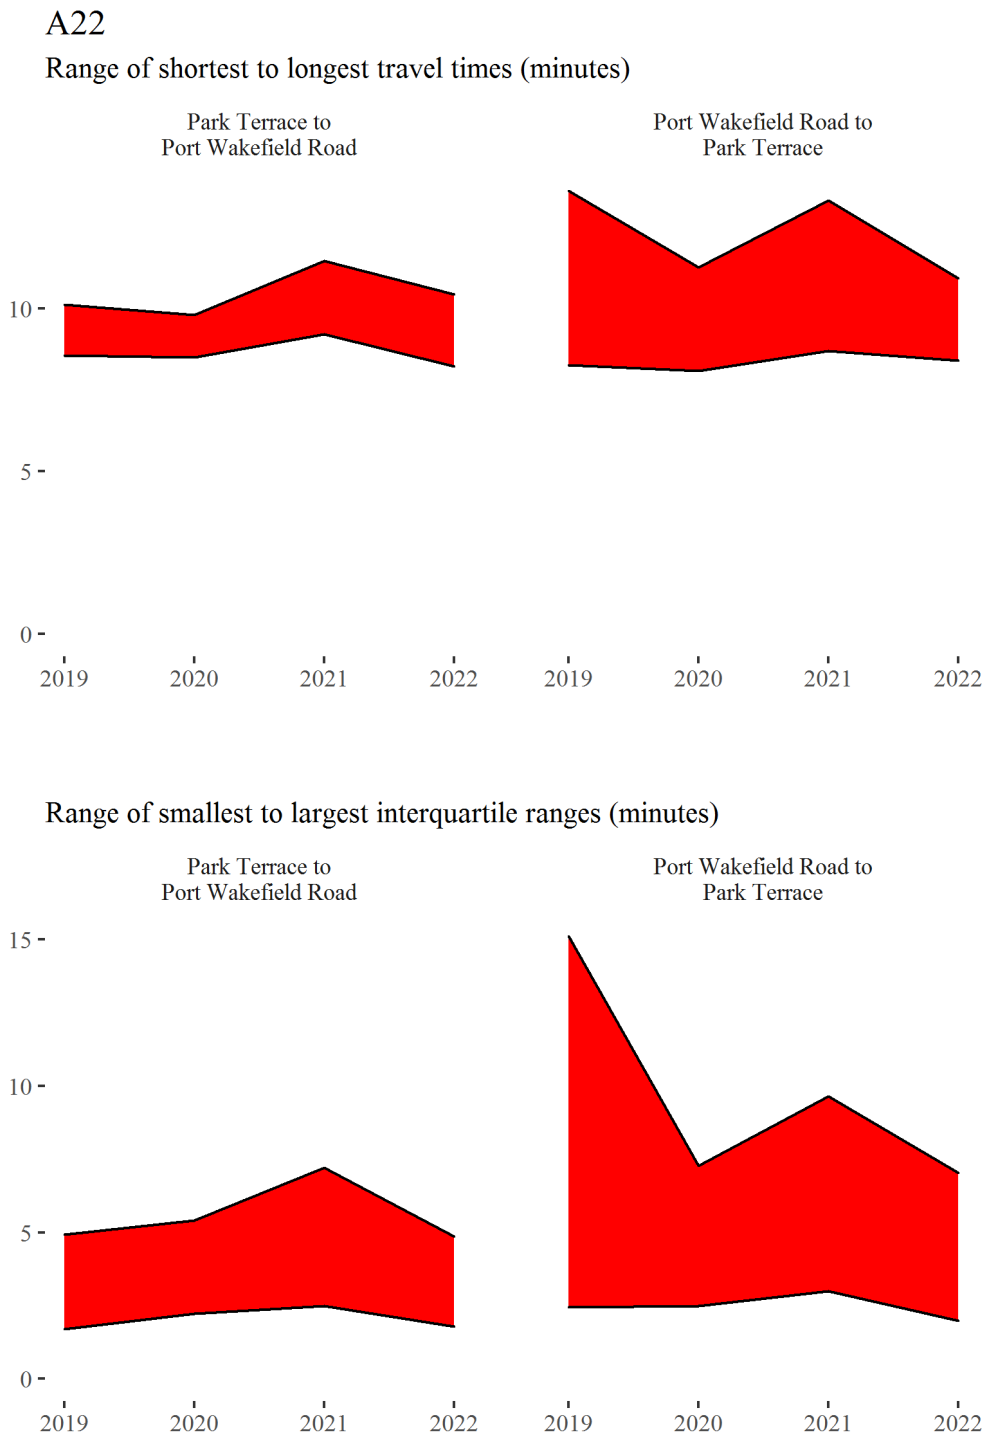 A22
Range of shortest to longest travel times (minutes)
Park Terrace to
Port Wakefield Road
Port Wakefield Road to
Park Terrace
10
5
0
2019 2020 2021 2022 2019 2020 2021 2022
Range of smallest to largest interquartile ranges (minutes)
Park Terrace to
Port Wakefield Road
Port Wakefield Road to
Park Terrace
15
10
5
0
2019 2020 2021 2022 2019 2020 2021 2022